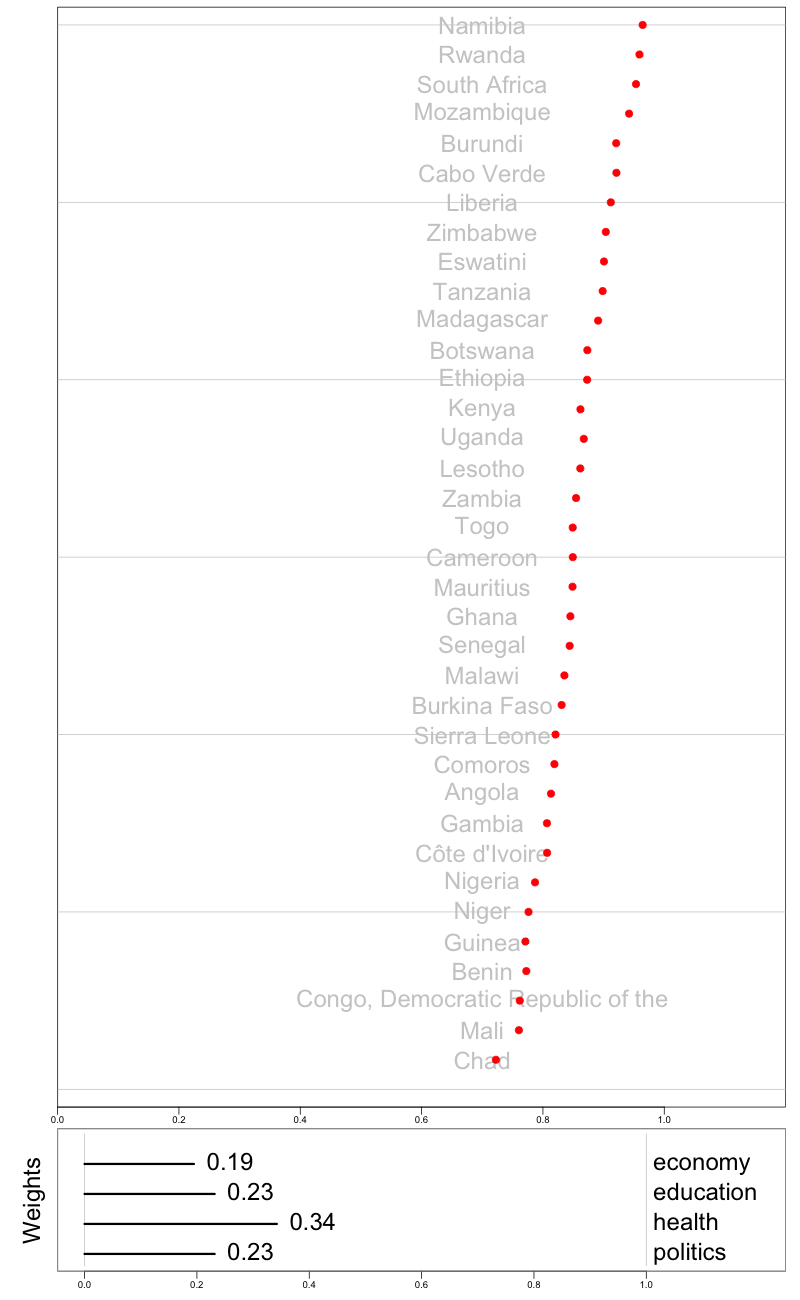 Namibia
Rwanda
South Africa
Mozambique
Burundi
Cabo Verde
Liberia
Zimbabwe
Eswatini
Tanzania
Madagascar
Botswana
Ethiopia
Kenya
Uganda
Lesotho
Zambia
Togo
Cameroon
Mauritius
Ghana
Senegal
Malawi
Burkina Faso
Sierra Leone
Comoros
Angola
Gambia
Côte d'Ivoire
Nigeria
Niger
Guinea
Benin
Congo, Democratic Republic of the
Mali
Chad
0.0 0.2 0.4 0.6 0.8 1.0
Weights
0.19 economy
0.23 education
0.34 health
0.23 politics
0.0 0.2 0.4 0.6 0.8 1.0